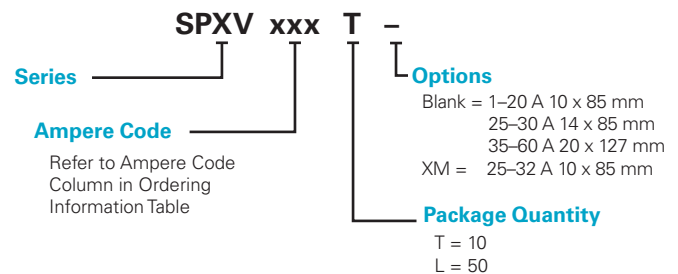 SPXV xxx T –
Series
Options
Blank = 1–20 A 10 x 85 mm
25–30 A 14 x 85 mm
35–60 A 20 x 127 mm
XM = 25–32 A 10 x 85 mm
Ampere Code
Refer to Ampere Code
Column in Ordering
Information Table
Package Quantity
T = 10
L = 50